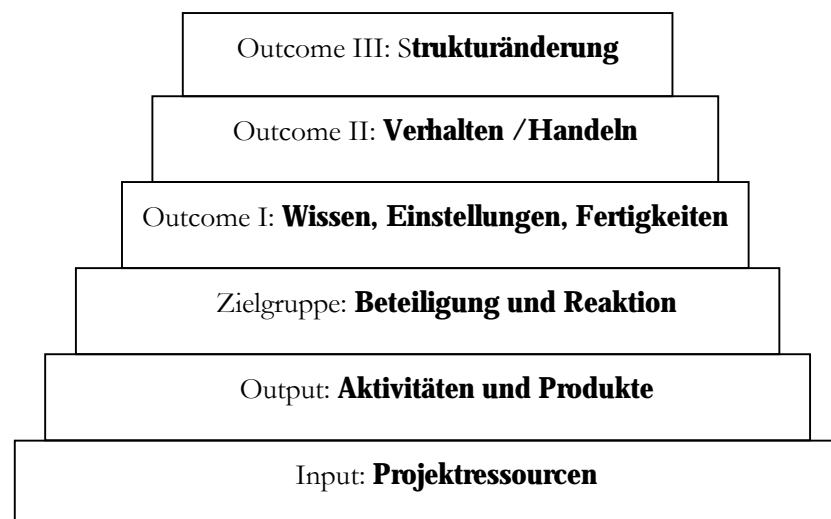 Outcome III: Strukturänderung
Outcome II: Verhalten /Handeln
Outcome I: Wissen, Einstellungen, Fertigkeiten
Zielgruppe: Beteiligung und Reaktion
Output: Aktivitäten und Produkte
Input: Projektressourcen